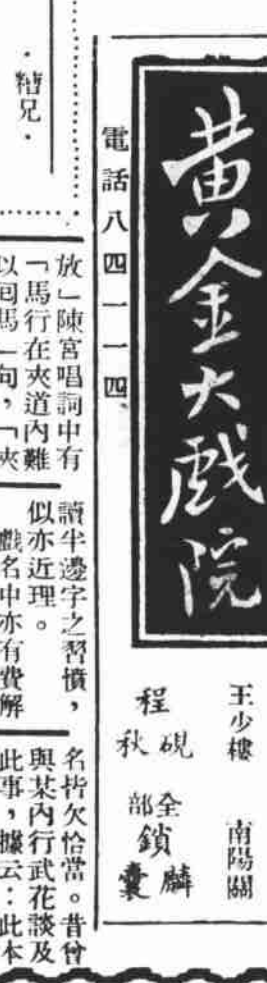 黃金大戲院
電話八四一一四
王少樓　南陽關
程硯秋
全部鎖麟囊
糟兄
放」陳宮唱詞中有
「馬行在夾道內難
以囘馬」句，「夾
讀半邊字之習慣，
似亦近理。
戲名中亦有費解
名皆欠恰當。昔曾
與某內行武花談及
此事，據云：此本